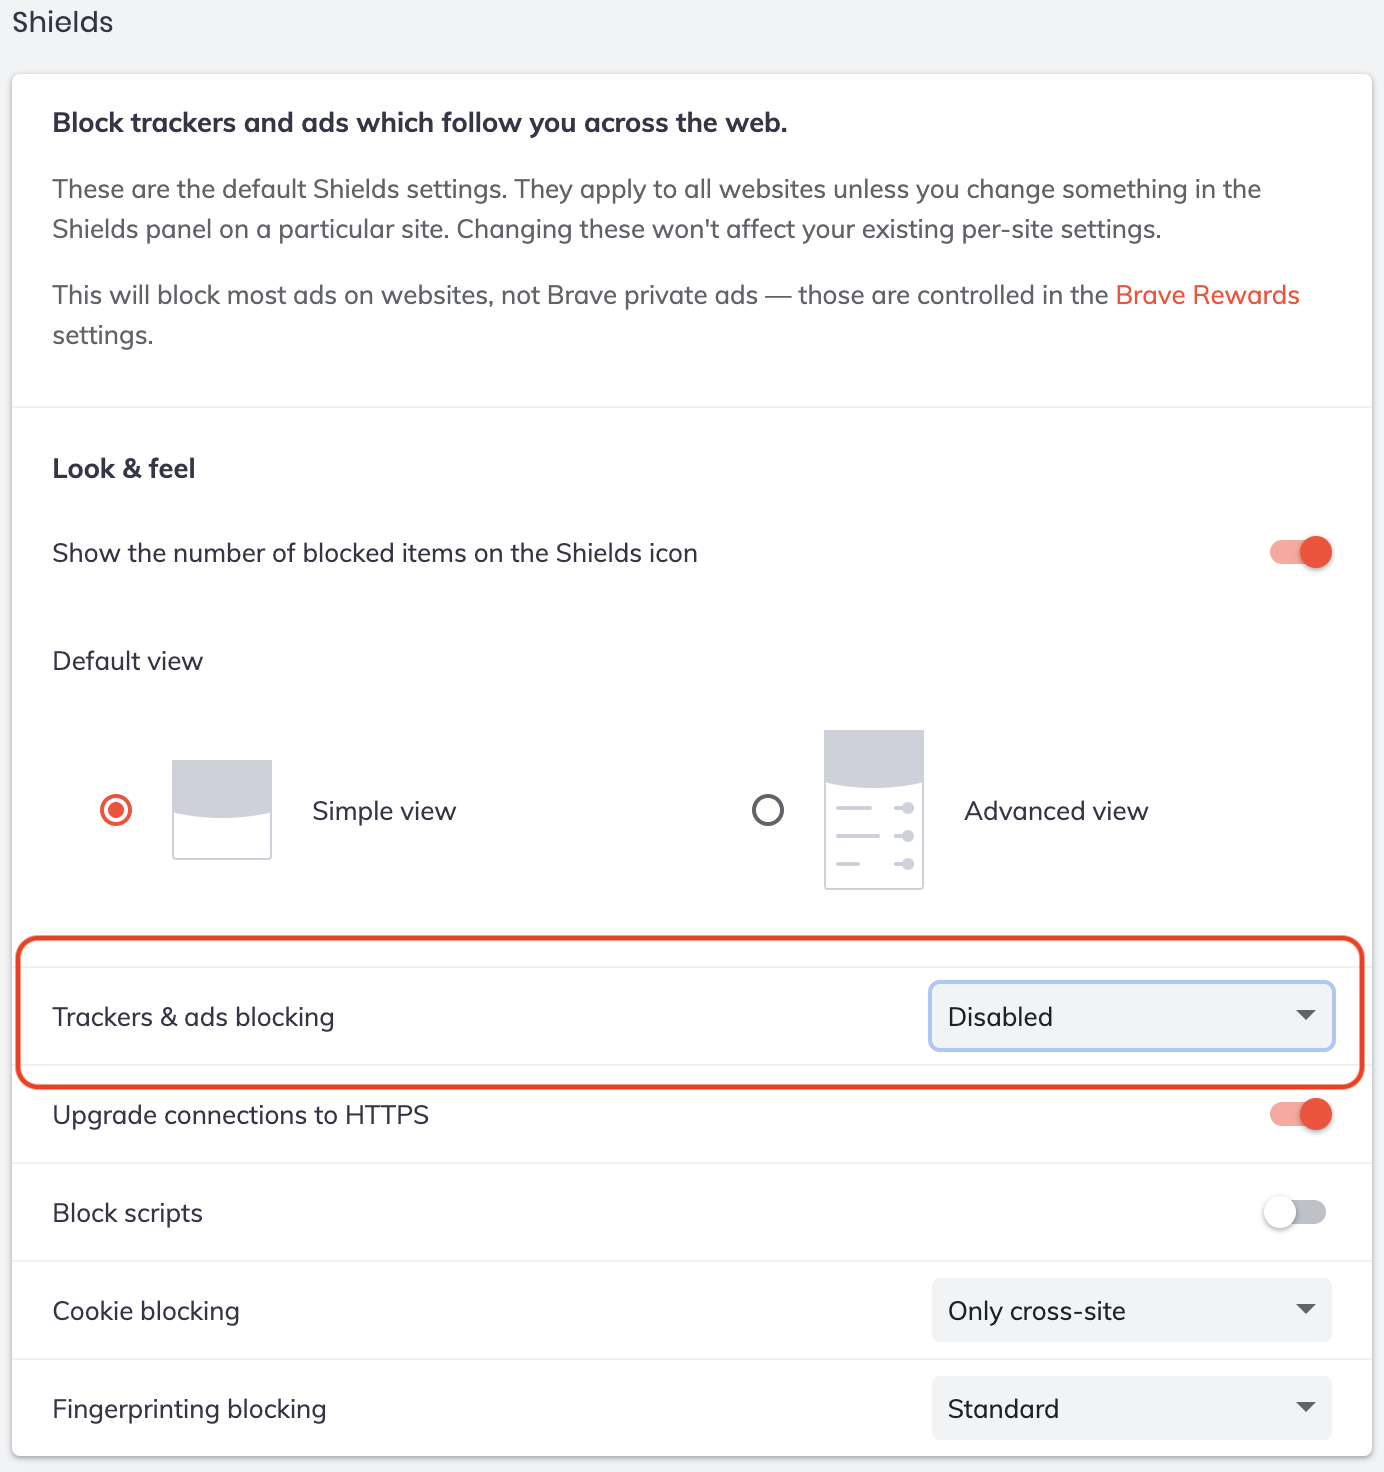 Shields
Block trackers and ads which follow you across the web.
These are the default Shields settings. They apply to all websites unless you change something in the
Shields panel on a particular site. Changing these won't affect your existing per-site settings.
This will block most ads on websites, not Brave private ads — those are controlled in the Brave Rewards
settings.
Look & feel
Show the number of blocked items on the Shields icon
Default view
Simple view
Advanced view
Trackers & ads blocking
Disabled
Upgrade connections to HTTPS
Block scripts
Cookie blocking
Only cross-site
Fingerprinting blocking
Standard